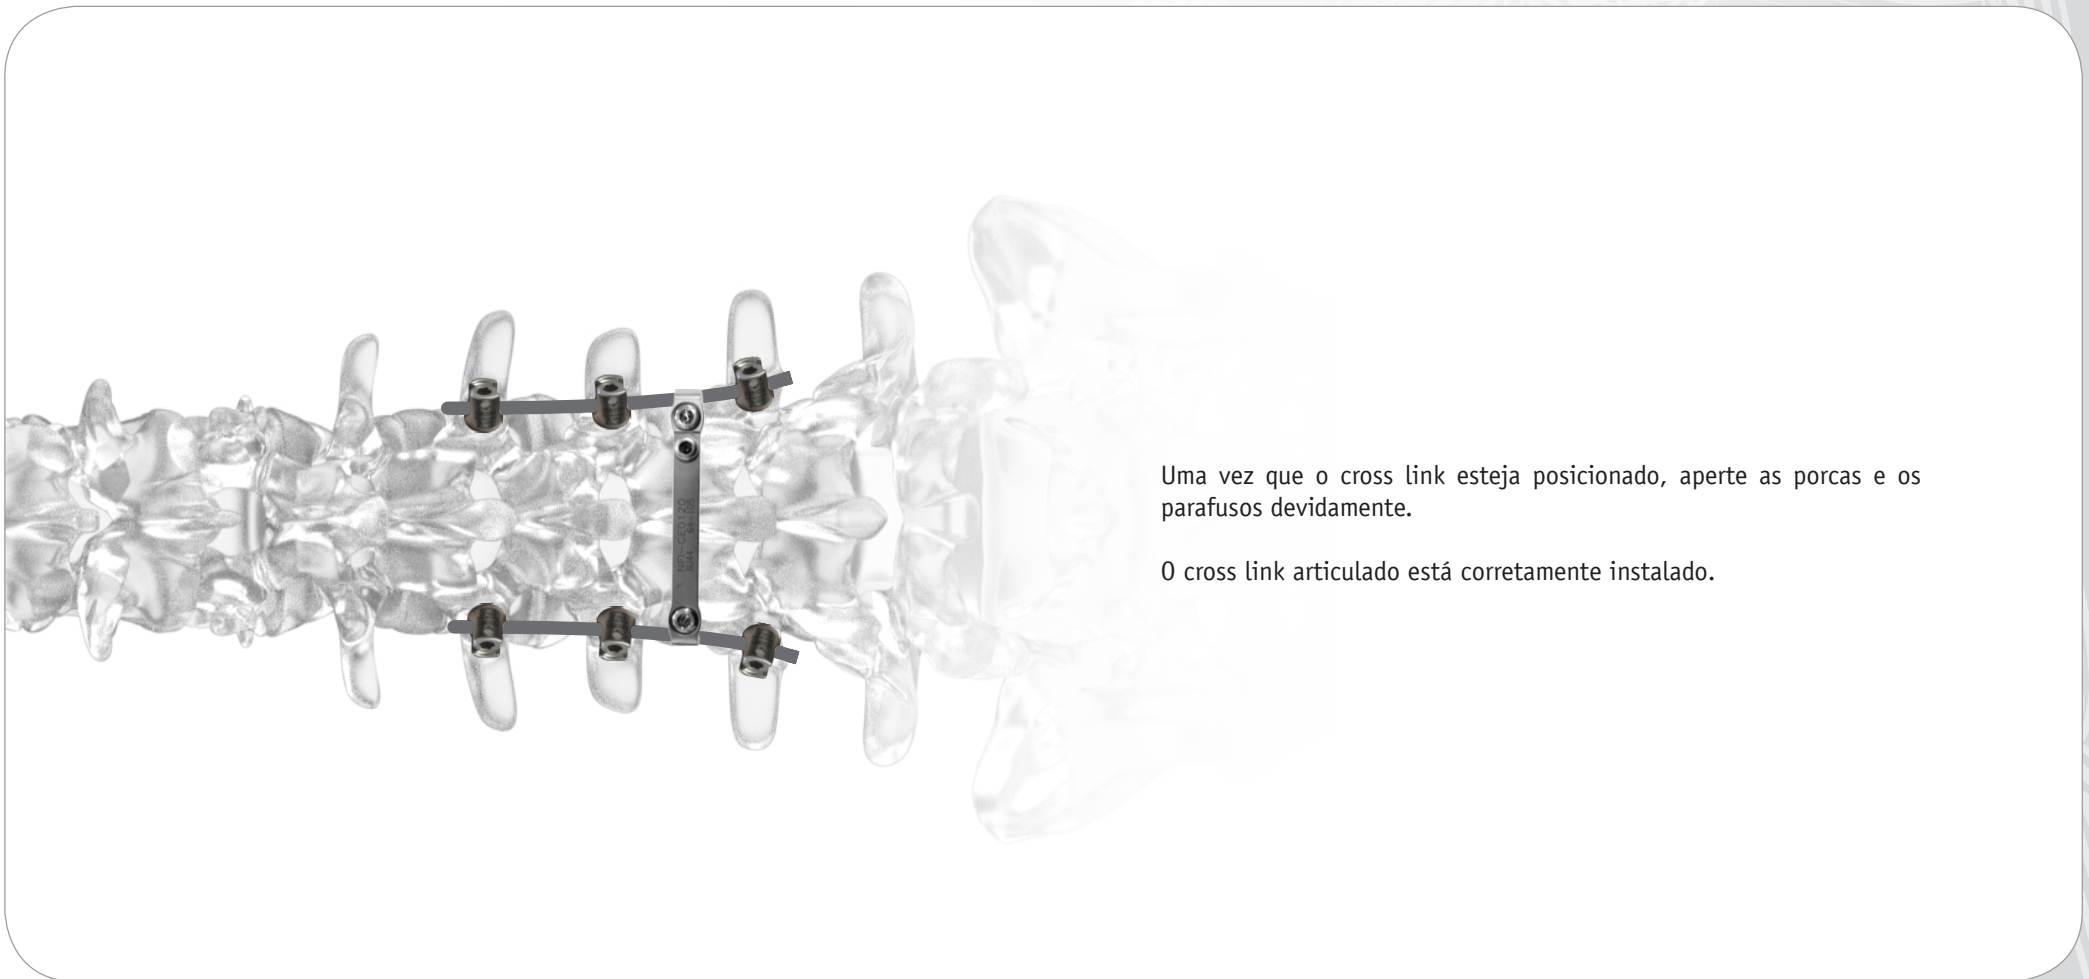 Uma vez que o cross link esteja posicionado, aperte as porcas e os
parafusos devidamente.
O cross link articulado está corretamente instalado.